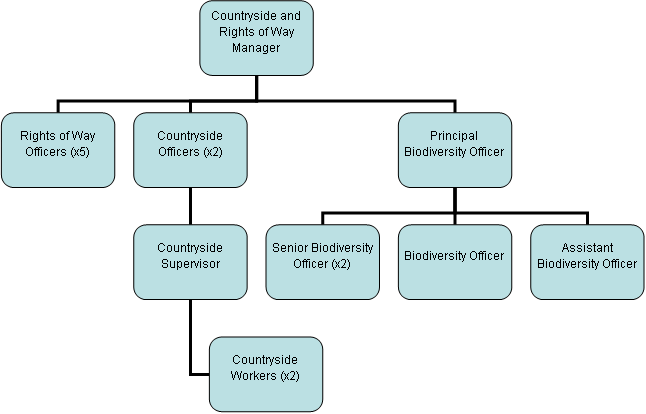 Countryside and
Rights of Way
Manager
Rights of Way
Officers (x5)
Countryside
Officers (x2)
Principal
Biodiversity Officer
Countryside
Supervisor
Senior Biodiversity
Officer (x2)
Biodiversity Officer
Assistant
Biodiversity Officer
Countryside
Workers (x2)